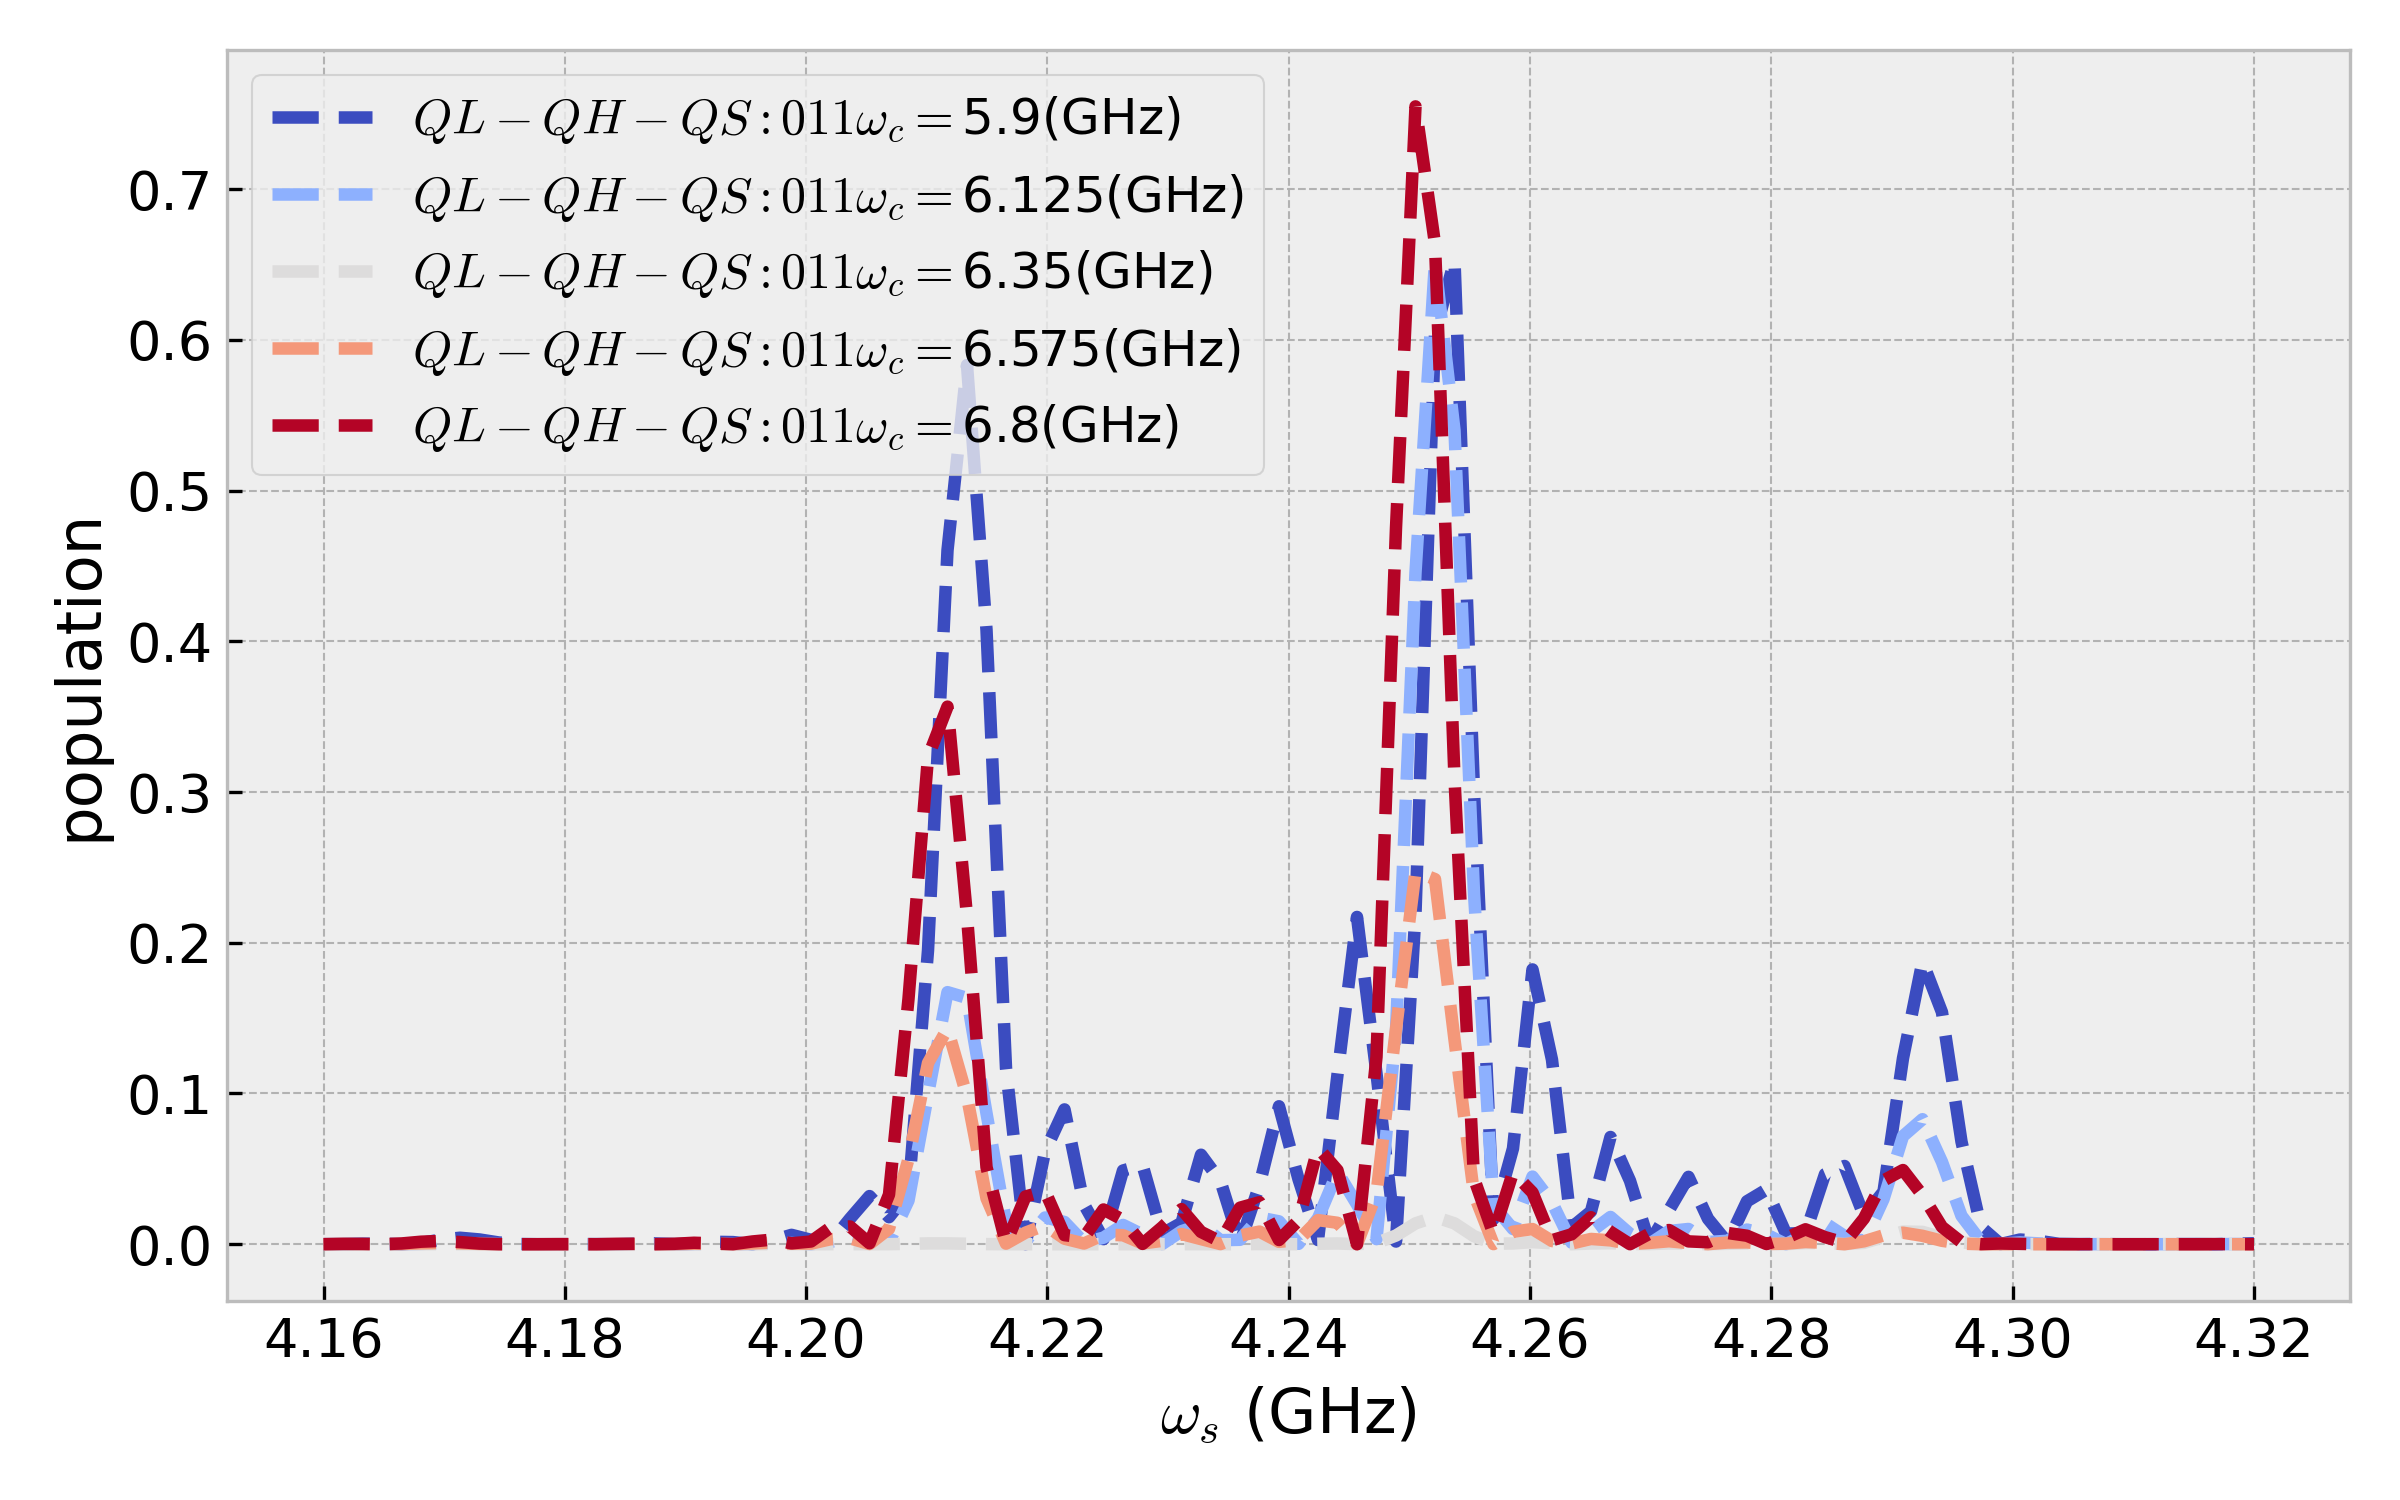 QL − QH − QS : 011ω_c = 5.9(GHz)
QL − QH − QS : 011ω_c = 6.125(GHz)
QL − QH − QS : 011ω_c = 6.35(GHz)
QL − QH − QS : 011ω_c = 6.575(GHz)
QL − QH − QS : 011ω_c = 6.8(GHz)
population
0.7
0.6
0.5
0.4
0.3
0.2
0.1
0.0
4.16 4.18 4.20 4.22 4.24 4.26 4.28 4.30 4.32
ω_s (GHz)